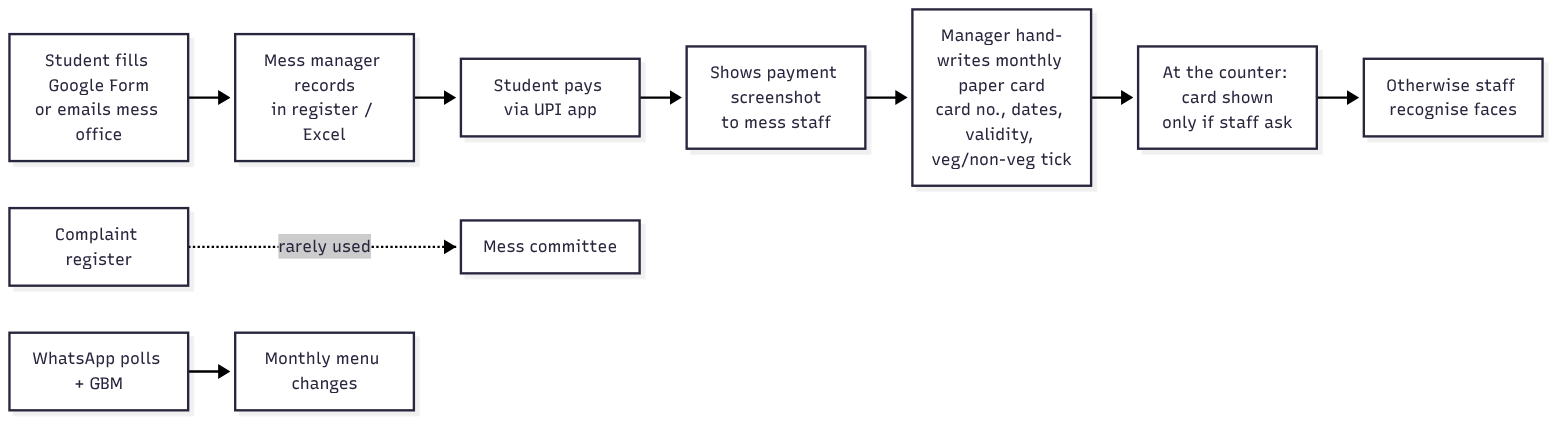 Student fills
Google Form
or emails mess
office
Mess manager
records
in register /
Excel
Student pays
via UPI app
Shows payment
screenshot
to mess staff
Manager hand-
writes monthly
paper card
card no., dates,
validity,
veg/non-veg tick
At the counter:
card shown
only if staff ask
Otherwise staff
recognise faces
Complaint
register
rarely used
Mess committee
WhatsApp polls
+ GBM
Monthly menu
changes